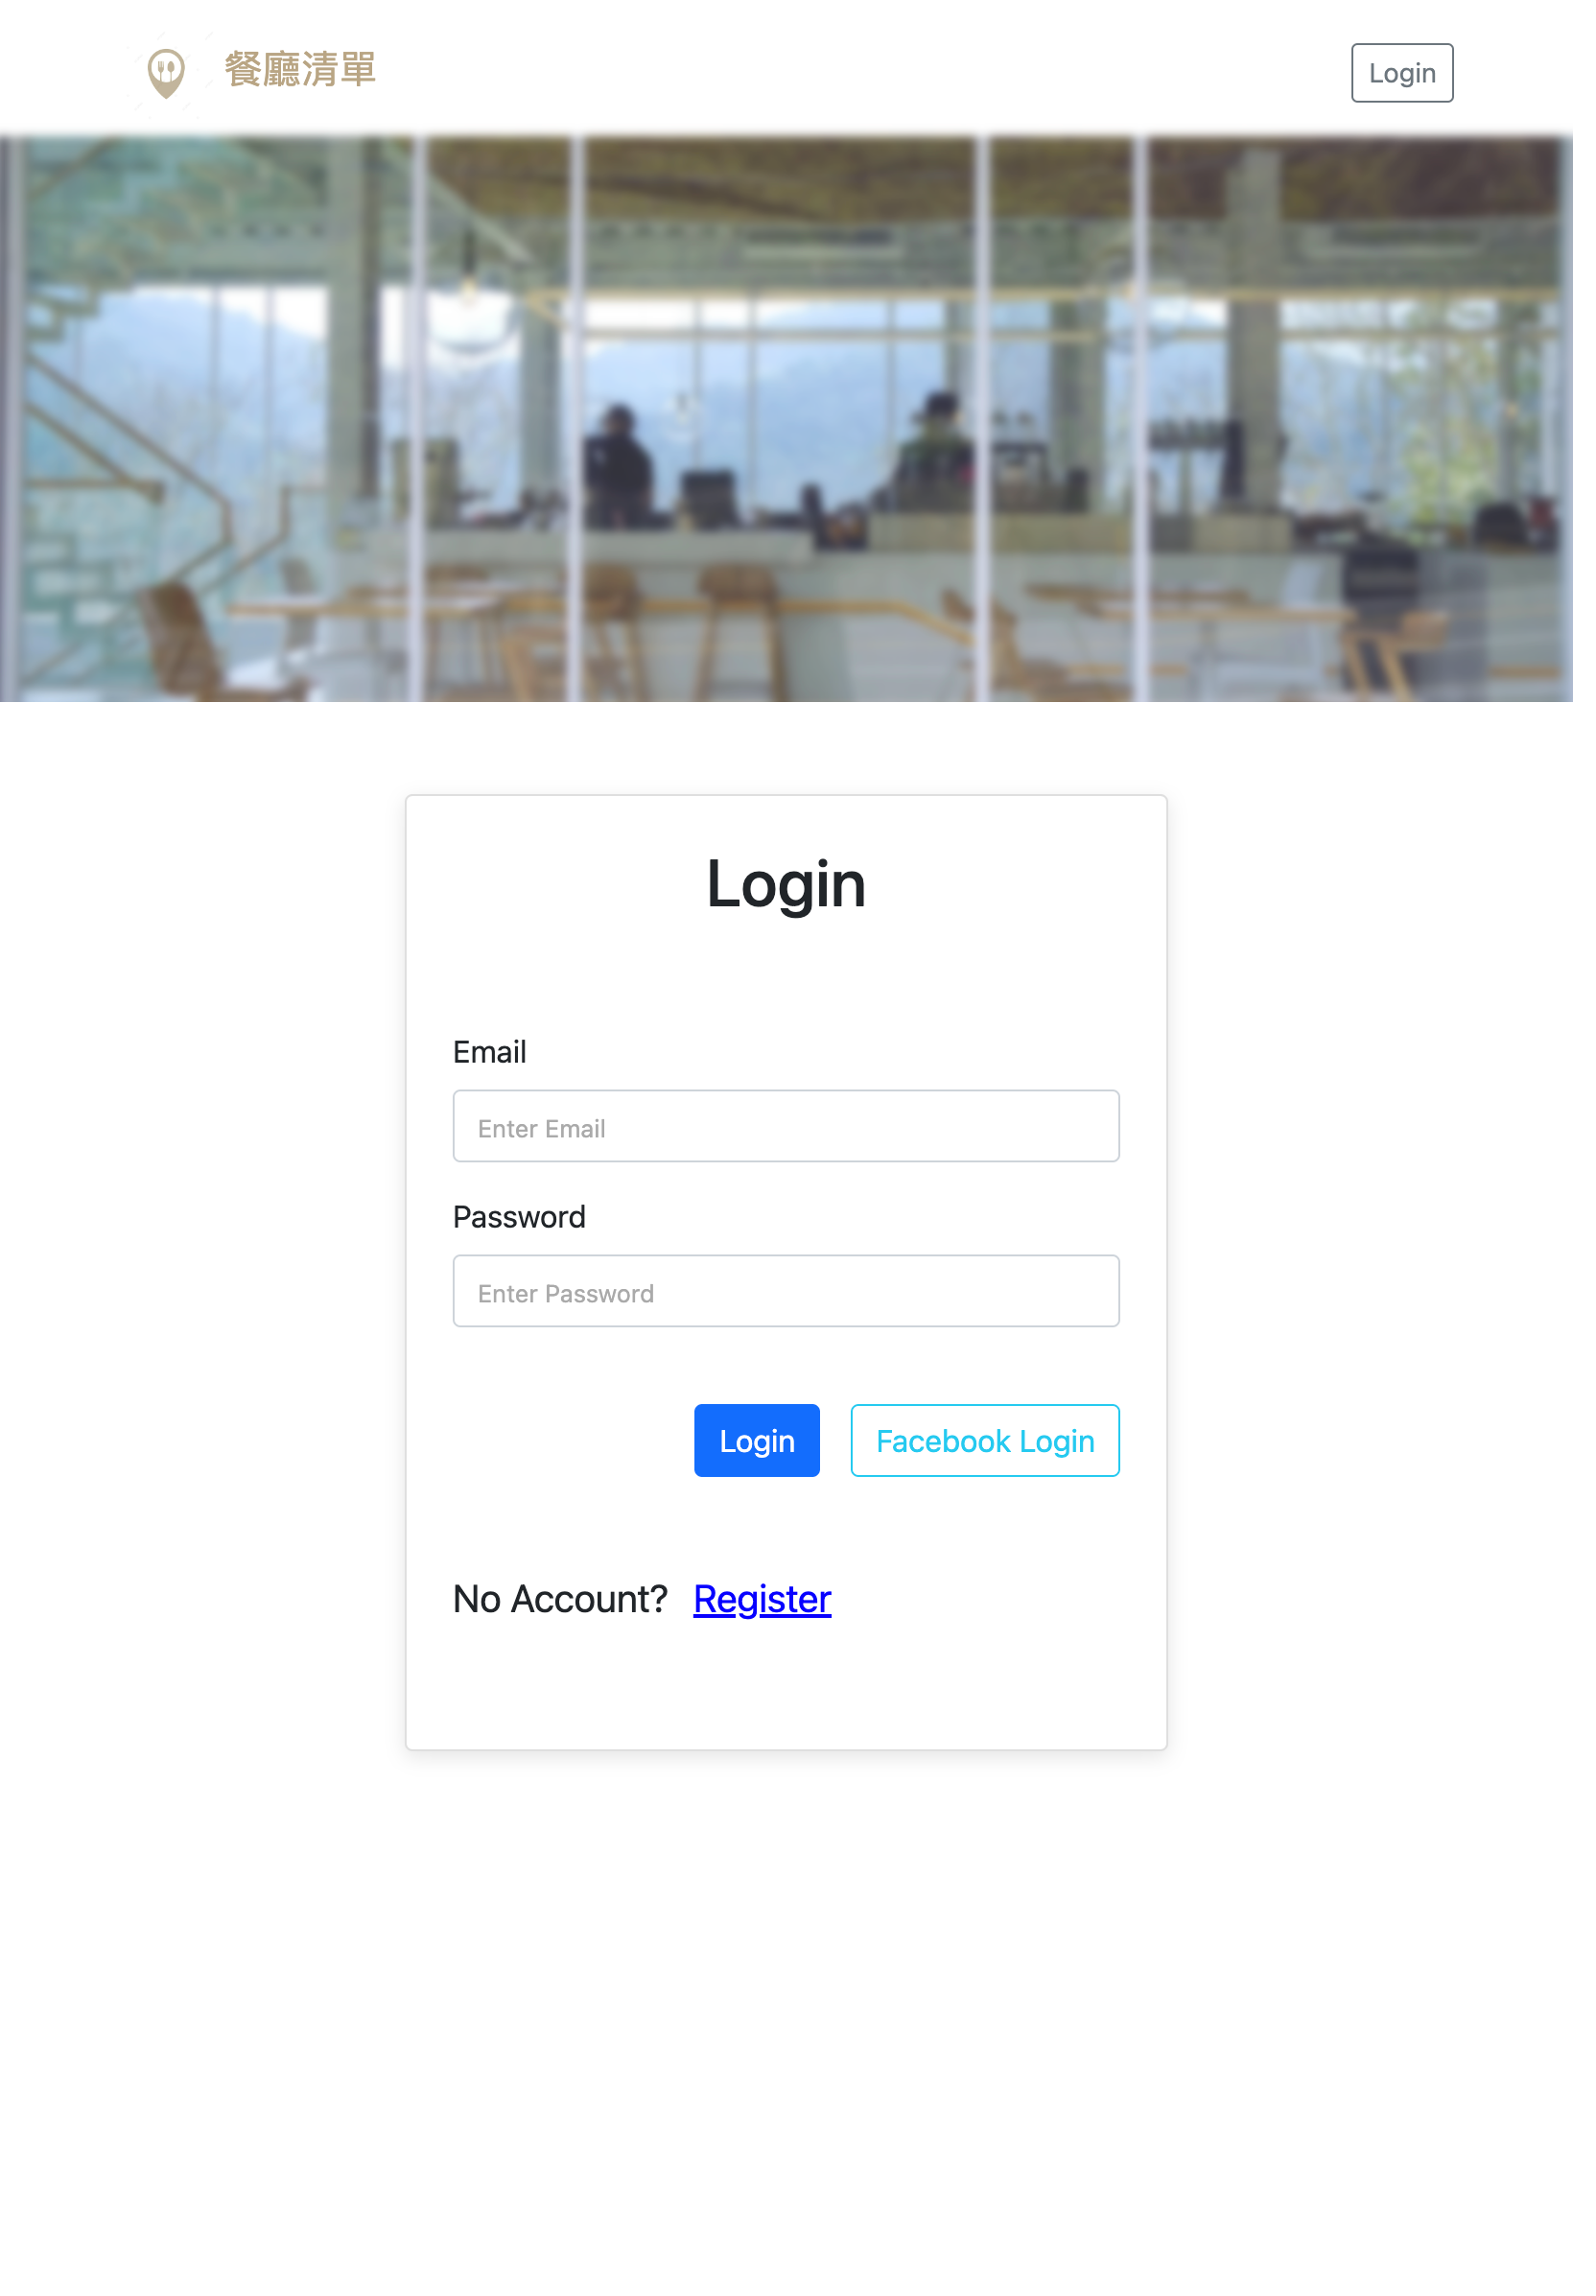 餐廳清單
Login
Login
Email
Enter Email
Password
Enter Password
Login Facebook Login
No Account? Register